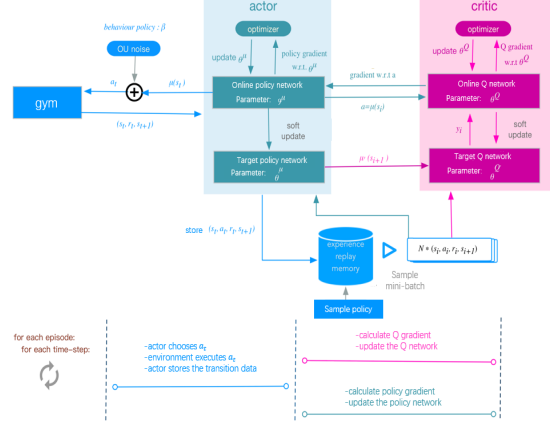 actor
critic
behaviour policy : β
optimizer
optimizer
OU noise
update θ^μ
policy gradient
w.r.t. θ^μ
update θ^Q
Q gradient
w.r.t θ^Q
gym
a_t
μ(s_t)
Online policy network
Parameter: θ^μ
gradient w.r.t a
a=μ(s_i)
Online Q network
Parameter: θ^Q
(s_t, r_t, s_{t+1})
soft
update
y_i
soft
update
Target policy network
Parameter: θ^{μ'}
μ'(s_{i+1})
Target Q network
Parameter: θ^{Q'}
store (s_t, a_t, r_t, s_{t+1})
experience
replay
memory
N * (s_i, a_i, r_i, s_{i+1})
Sample
mini-batch
Sample policy
for each episode:
for each time-step:
-actor chooses a_t
-environment executes a_t
-actor stores the transition data
-calculate Q gradient
-update the Q network
-calculate policy gradient
-update the policy network